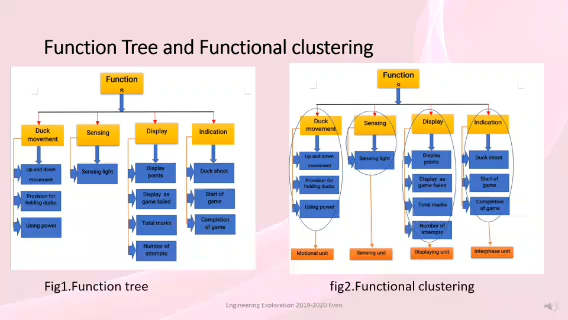 Function Tree and Functional clustering
Function
Duck
movement
Sensing
Display
Indication
Up and down
movement
Provision for
holding ducks
Using power
Sensing light
Display
points
Display as
game failed
Total marks
Number of
attempts
Duck shoot
Start of
game
Completion
of game
Fig1.Function tree
Function
Duck
movement
Sensing
Display
Indication
Up and down
movement
Provision for
holding ducks
Using power
Sensing light
Display
points
Display as
game failed
Total marks
Number of
attempts
Duck shoot
Start of
game
Completion
of game
Motional unit
Sensing unit
Displaying unit
Interphase unit
fig2.Functional clustering
Engineering Exploration 2019-2020 Even.